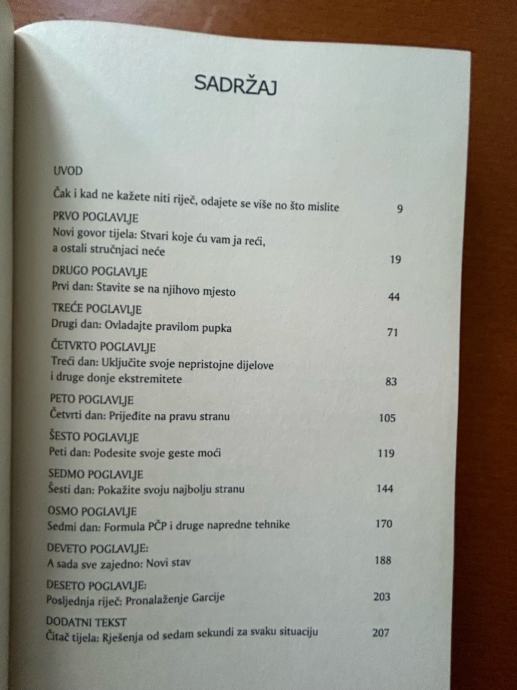 SADRŽAJ
UVOD
Čak i kad ne kažete niti riječ, odajete se više no što mislite 9
PRVO POGLAVLJE
Novi govor tijela: Stvari koje ću vam ja reći,
a ostali stručnjaci neće 19
DRUGO POGLAVLJE
Prvi dan: Stavite se na njihovo mjesto 44
TREĆE POGLAVLJE
Drugi dan: Ovladajte pravilom pupka 71
ČETVRTO POGLAVLJE
Treći dan: Uključite svoje nepristojne dijelove
i druge donje ekstremitete 83
PETO POGLAVLJE
Četvrti dan: Prijeđite na pravu stranu 105
ŠESTO POGLAVLJE
Peti dan: Podesite svoje geste moći 119
SEDMO POGLAVLJE
Šesti dan: Pokažite svoju najbolju stranu 144
OSMO POGLAVLJE
Sedmi dan: Formula PČP i druge napredne tehnike 170
DEVETO POGLAVLJE:
A sada sve zajedno: Novi stav 188
DESETO POGLAVLJE:
Posljednja riječ: Pronalaženje Garcije 203
DODATNI TEKST
Čitač tijela: Rješenja od sedam sekundi za svaku situaciju 207